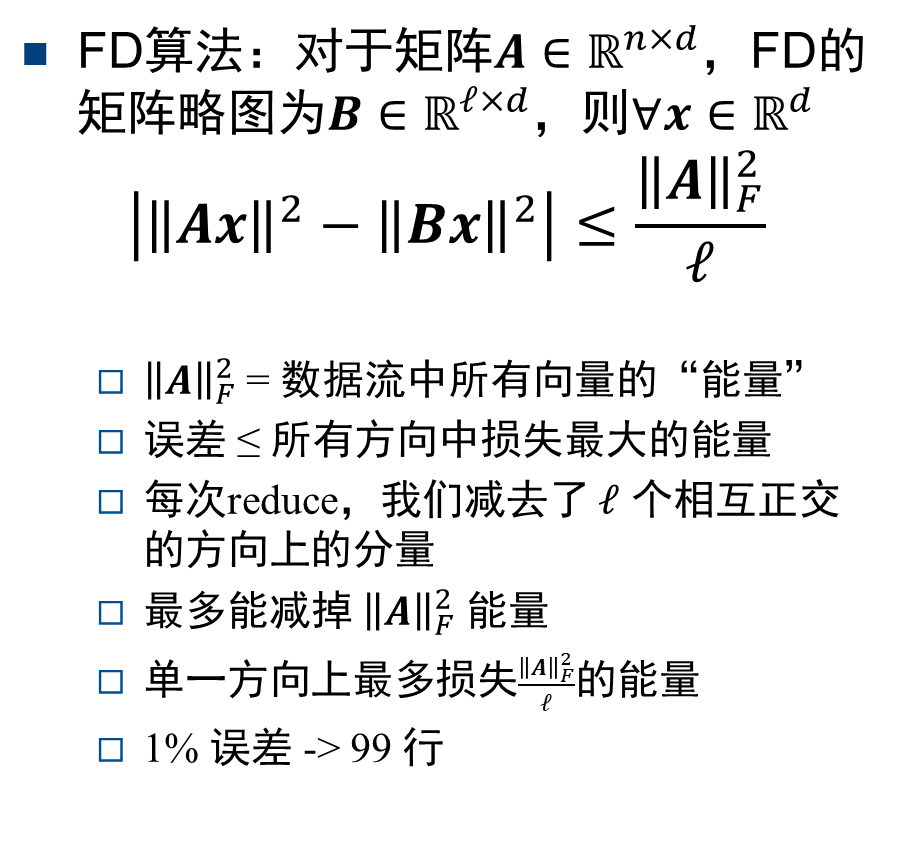 FD算法：对于矩阵𝑨 ∈ ℝ^{n×d}，FD的
矩阵略图为𝑩 ∈ ℝ^{ℓ×d}，则∀𝒙 ∈ ℝ^d
|‖𝑨𝒙‖² − ‖𝑩𝒙‖²| ≤ ‖𝑨‖_F² / ℓ
‖𝑨‖_F² = 数据流中所有向量的“能量”
误差 ≤ 所有方向中损失最大的能量
每次reduce，我们减去了 ℓ 个相互正交
的方向上的分量
最多能减掉 ‖𝑨‖_F² 能量
单一方向上最多损失‖𝑨‖_F² / ℓ的能量
1% 误差 -> 99 行